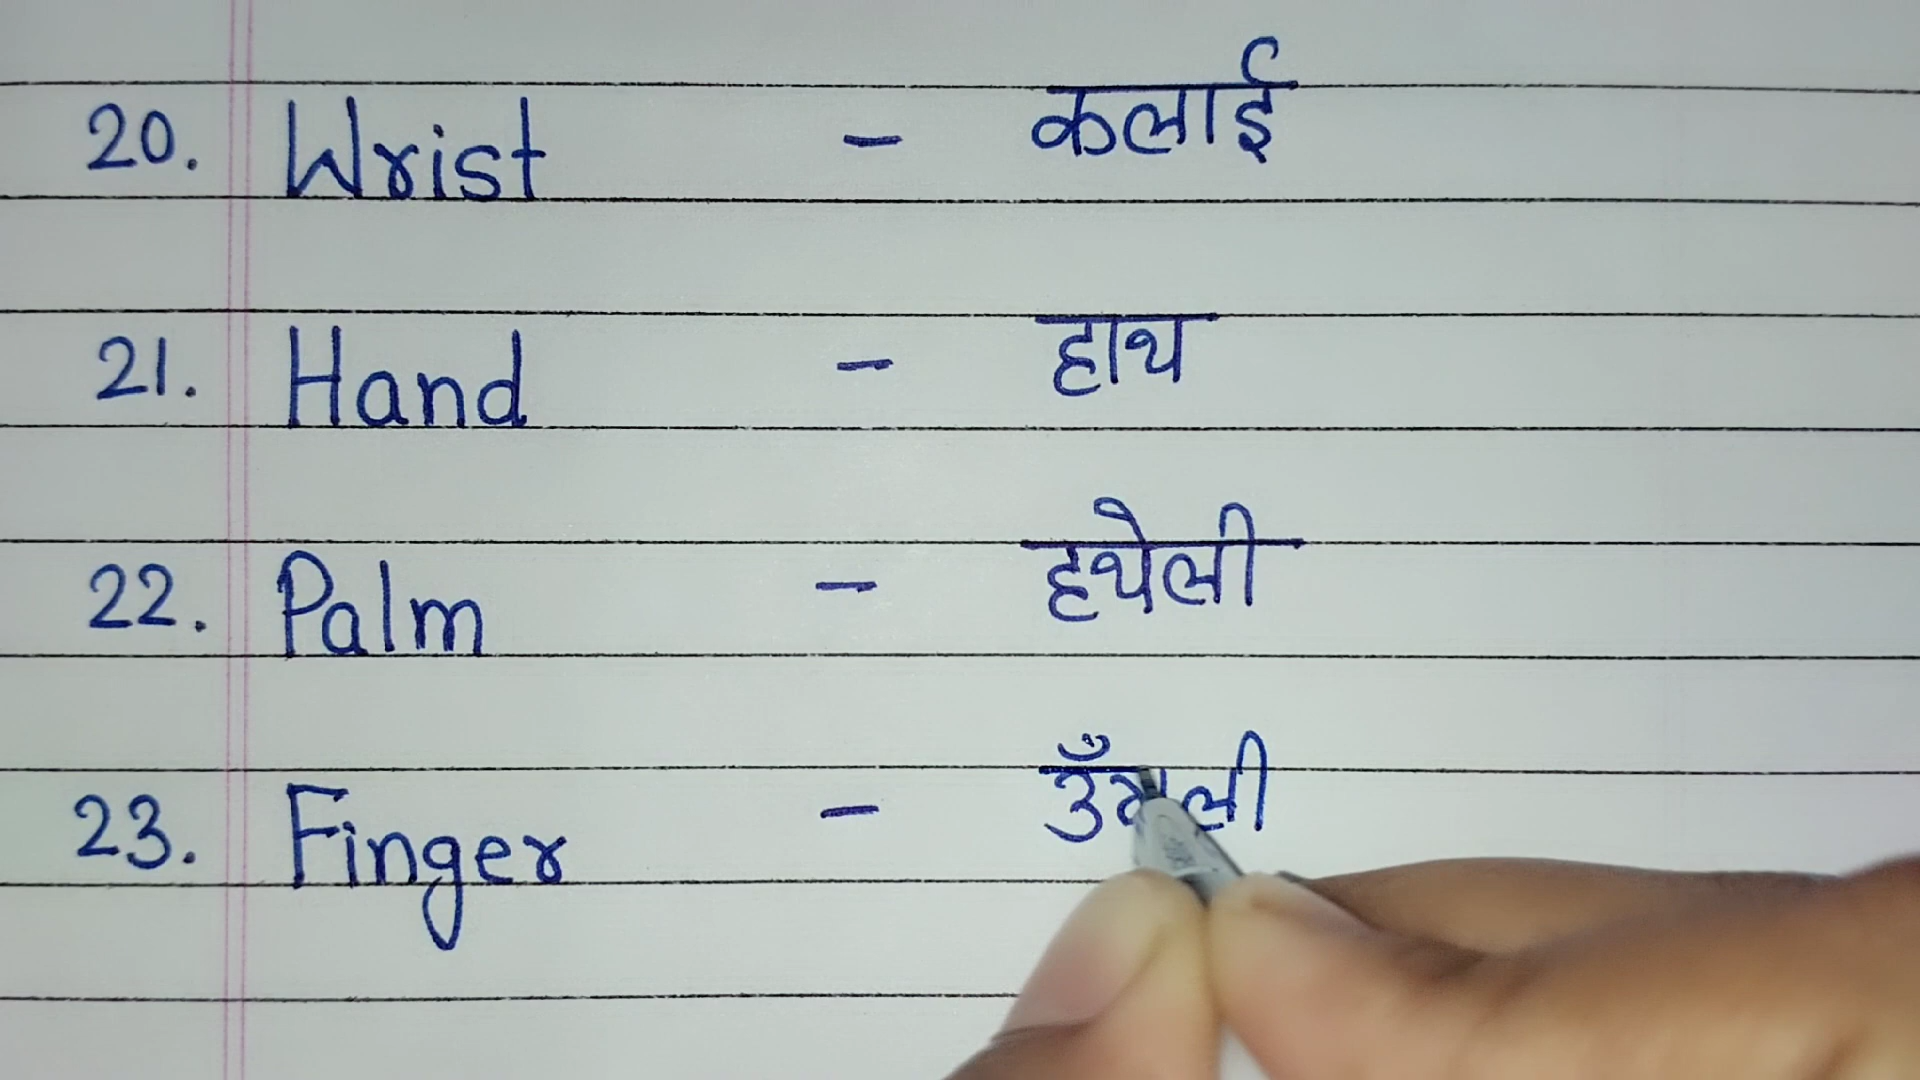 20. Wrist - कलाई
21. Hand - हाथ
22. Palm - हथेली
23. Finger - उँगली